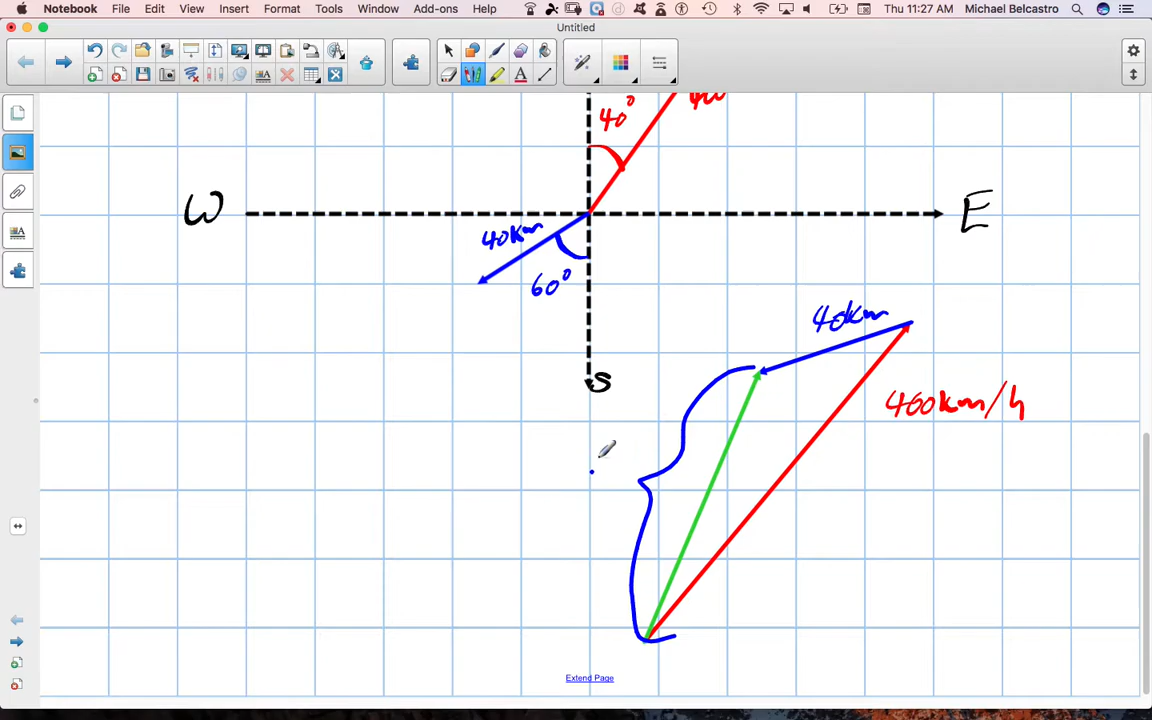 Notebook File Edit View Insert Format Tools Window Add-ons Help Thu 11:27 AM Michael Belcastro
Untitled
40°
W
E
40km
60°
40km
S
400km/h
Extend Page